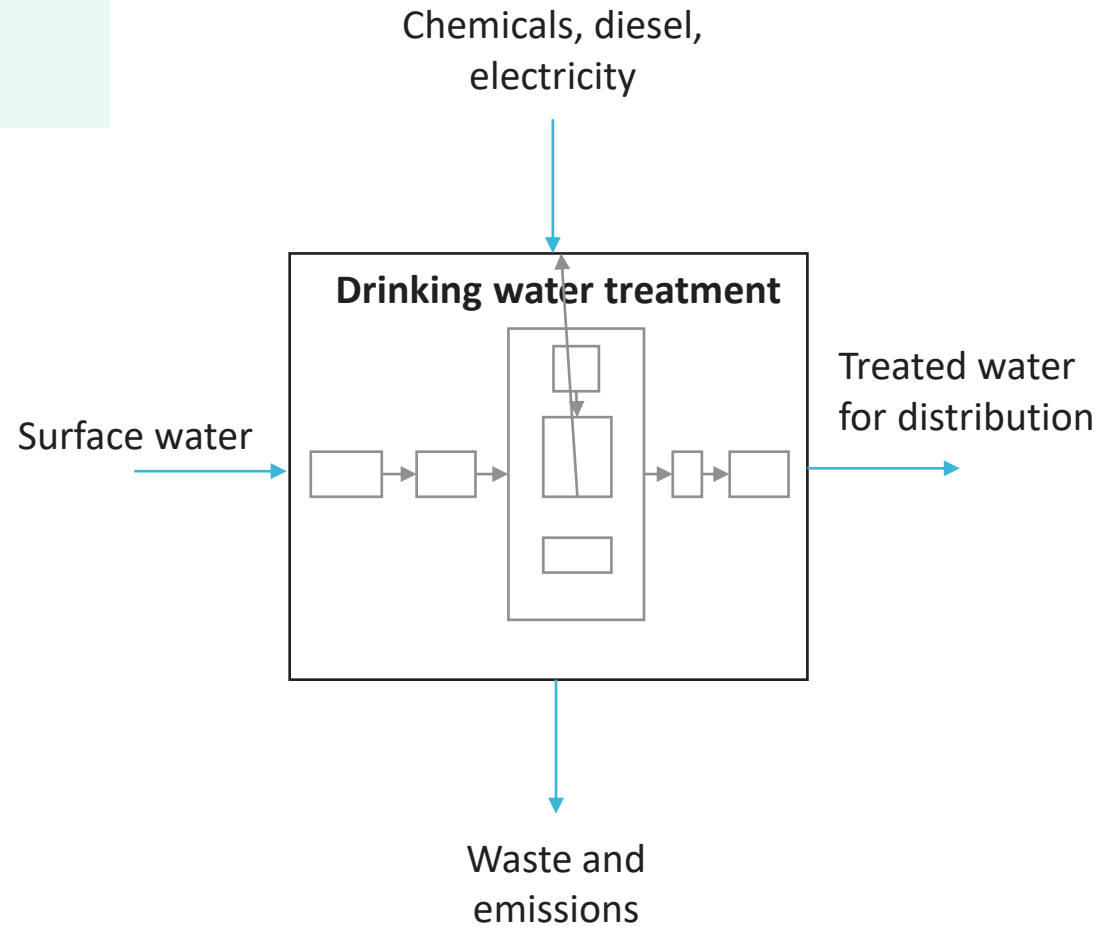 Chemicals, diesel,
electricity
Drinking water treatment
Surface water
Treated water
for distribution
Waste and
emissions